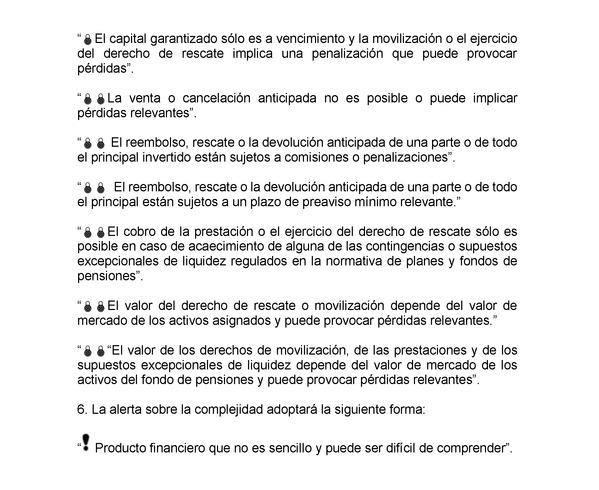 “El capital garantizado sólo es a vencimiento y la movilización o el ejercicio
del derecho de rescate implica una penalización que puede provocar
pérdidas”.
“La venta o cancelación anticipada no es posible o puede implicar
pérdidas relevantes”.
“ El reembolso, rescate o la devolución anticipada de una parte o de todo
el principal invertido están sujetos a comisiones o penalizaciones”.
“ El reembolso, rescate o la devolución anticipada de una parte o de todo
el principal están sujetos a un plazo de preaviso mínimo relevante.”
“El cobro de la prestación o el ejercicio del derecho de rescate sólo es
posible en caso de acaecimiento de alguna de las contingencias o supuestos
excepcionales de liquidez regulados en la normativa de planes y fondos de
pensiones”.
“El valor del derecho de rescate o movilización depende del valor de
mercado de los activos asignados y puede provocar pérdidas relevantes.”
““El valor de los derechos de movilización, de las prestaciones y de los
supuestos excepcionales de liquidez depende del valor de mercado de los
activos del fondo de pensiones y puede provocar pérdidas relevantes”.
6. La alerta sobre la complejidad adoptará la siguiente forma:
“! Producto financiero que no es sencillo y puede ser difícil de comprender”.